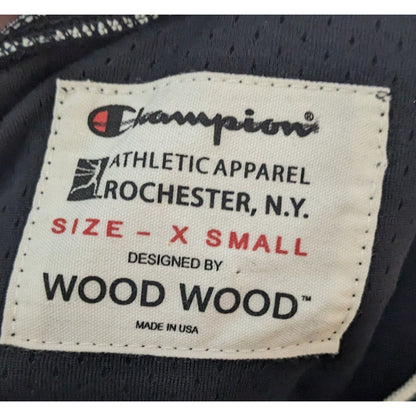 Champion
ATHLETIC APPAREL
ROCHESTER, N.Y.
SIZE - X SMALL
DESIGNED BY
WOOD WOOD™
MADE IN USA